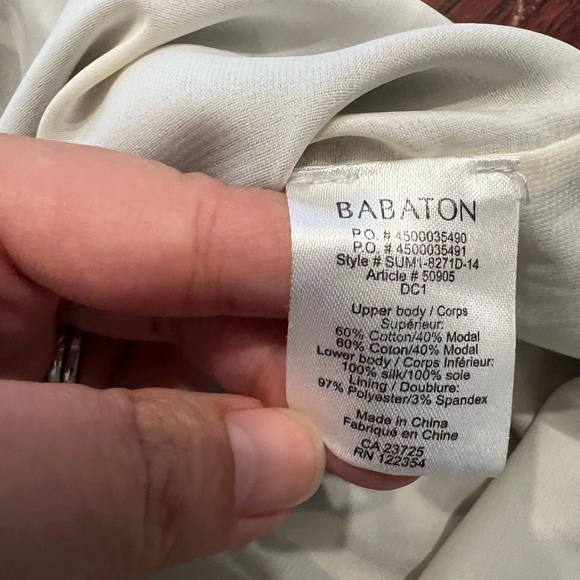 BABATON
P.O. # 4500035490
P.O. # 4500035491
Style # SUM1-8271D-14
Article # 50905
DC1
Upper body / Corps
Supérieur:
60% Cotton/40% Modal
60% Coton/40% Modal
Lower body / Corps Inférieur:
100% silk/100% soie
Lining / Doublure:
97% Polyester/3% Spandex
Made in China
Fabriqué en Chine
CA 23725
RN 122354